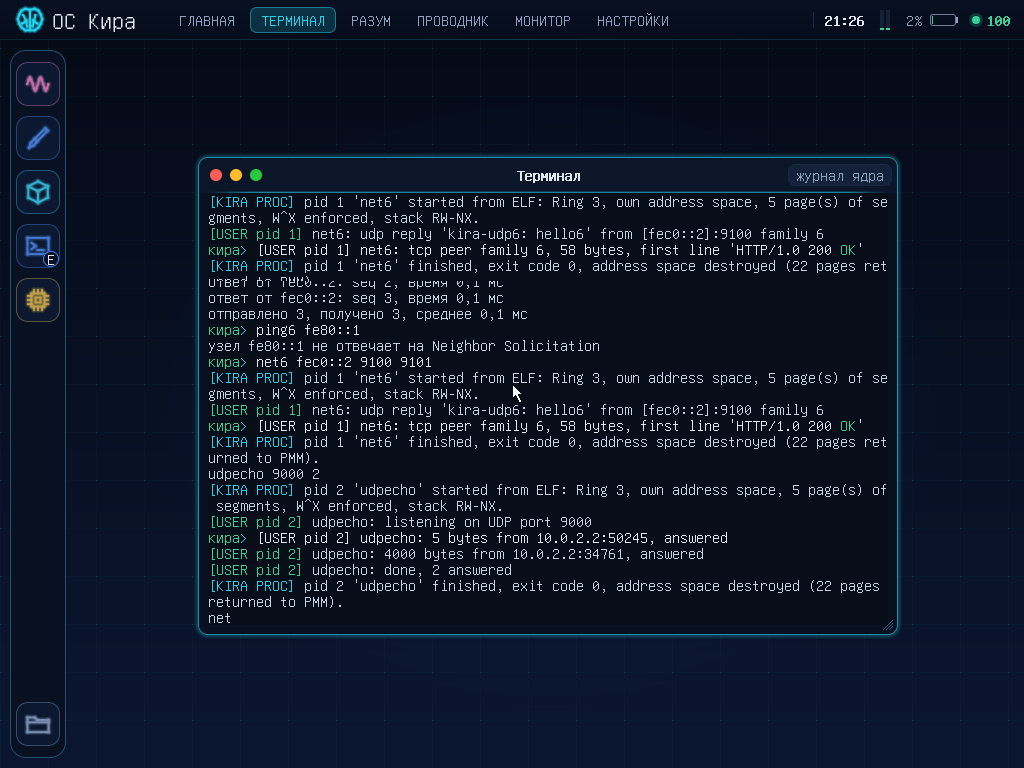 ОС Кира
ГЛАВНАЯ
ТЕРМИНАЛ
РАЗУМ
ПРОВОДНИК
МОНИТОР
НАСТРОЙКИ
21:26
2%
100
E
Терминал
журнал ядра
[KIRA PROC] pid 1 'net6' started from ELF: Ring 3, own address space, 5 page(s) of se
gments, W^X enforced, stack RW-NX.
[USER pid 1] net6: udp reply 'kira-udp6: hello6' from [fec0::2]:9100 family 6
кира> [USER pid 1] net6: tcp peer family 6, 58 bytes, first line 'HTTP/1.0 200 OK'
[KIRA PROC] pid 1 'net6' finished, exit code 0, address space destroyed (22 pages ret
ответ от fec0::2: seq 2, время 0,1 мс
ответ от fec0::2: seq 3, время 0,1 мс
отправлено 3, получено 3, среднее 0,1 мс
кира> ping6 fe80::1
узел fe80::1 не отвечает на Neighbor Solicitation
кира> net6 fec0::2 9100 9101
[KIRA PROC] pid 1 'net6' started from ELF: Ring 3, own address space, 5 page(s) of se
gments, W^X enforced, stack RW-NX.
[USER pid 1] net6: udp reply 'kira-udp6: hello6' from [fec0::2]:9100 family 6
кира> [USER pid 1] net6: tcp peer family 6, 58 bytes, first line 'HTTP/1.0 200 OK'
[KIRA PROC] pid 1 'net6' finished, exit code 0, address space destroyed (22 pages ret
urned to PMM).
udpecho 9000 2
[KIRA PROC] pid 2 'udpecho' started from ELF: Ring 3, own address space, 5 page(s) of
 segments, W^X enforced, stack RW-NX.
[USER pid 2] udpecho: listening on UDP port 9000
кира> [USER pid 2] udpecho: 5 bytes from 10.0.2.2:50245, answered
[USER pid 2] udpecho: 4000 bytes from 10.0.2.2:34761, answered
[USER pid 2] udpecho: done, 2 answered
[KIRA PROC] pid 2 'udpecho' finished, exit code 0, address space destroyed (22 pages
returned to PMM).
net